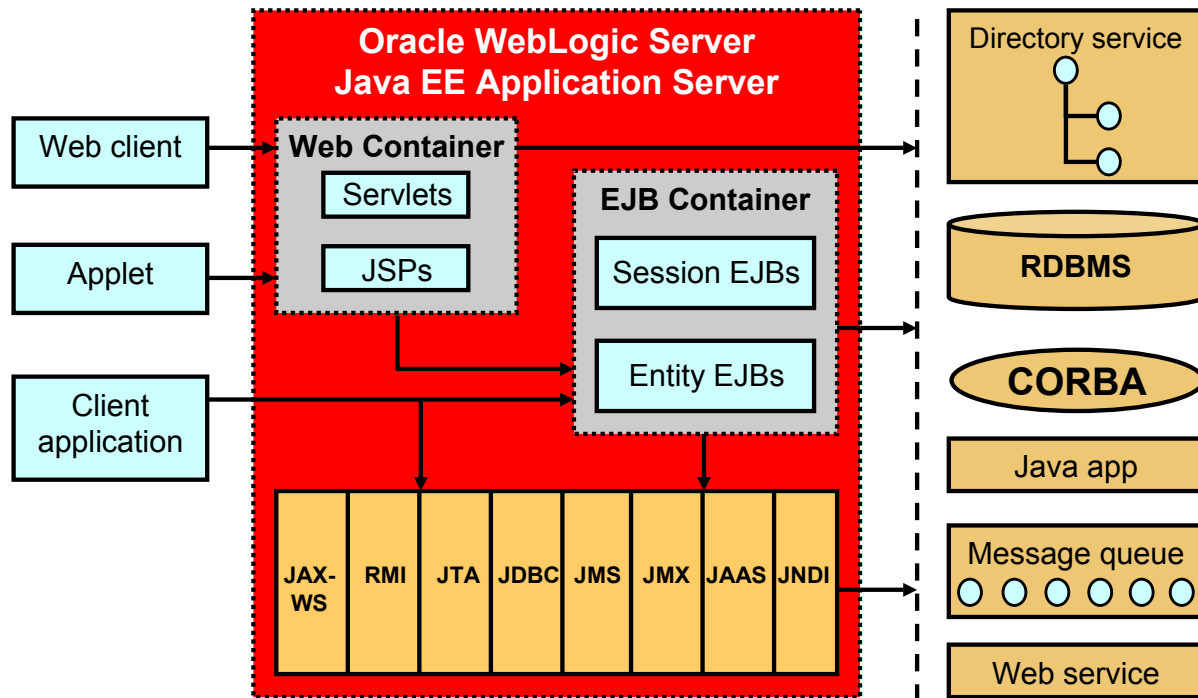 Oracle WebLogic Server
Java EE Application Server
Web client
Applet
Client
application
Web Container
Servlets
JSPs
EJB Container
Session EJBs
Entity EJBs
JAX-
WS
RMI
JTA
JDBC
JMS
JMX
JAAS
JNDI
Directory service
RDBMS
CORBA
Java app
Message queue
Web service